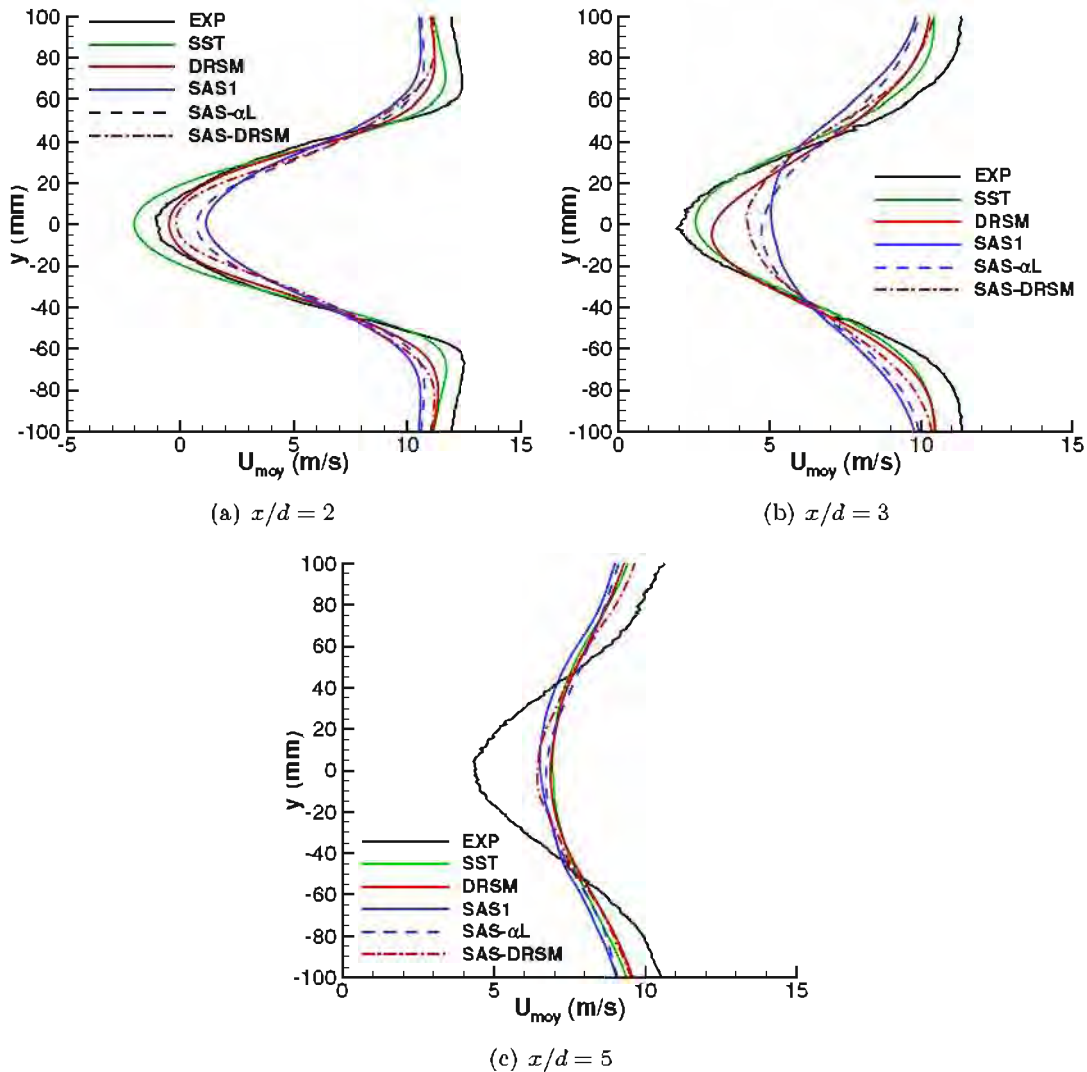 EXP
SST
DRSM
SAS1
SAS-αL
SAS-DRSM
y (mm)
100
80
60
40
20
0
-20
-40
-60
-80
-100
-5 0 5 10 15
U_moy (m/s)
(a) x/d = 2
EXP
SST
DRSM
SAS1
SAS-αL
SAS-DRSM
y (mm)
100
80
60
40
20
0
-20
-40
-60
-80
-100
0 5 10 15
U_moy (m/s)
(b) x/d = 3
EXP
SST
DRSM
SAS1
SAS-αL
SAS-DRSM
y (mm)
100
80
60
40
20
0
-20
-40
-60
-80
-100
0 5 10 15
U_moy (m/s)
(c) x/d = 5